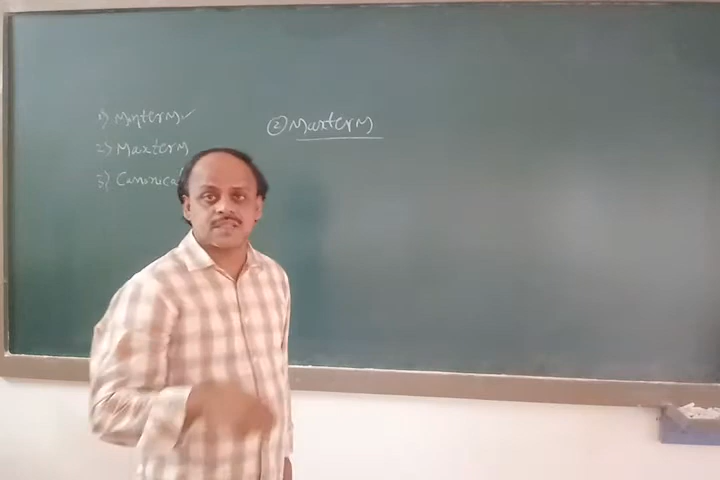 1) Minterm ✓
2) Maxterm
3) Canonical
② Maxterm